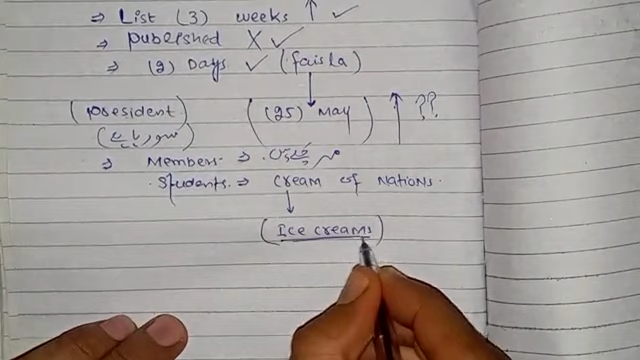 ⇒ List (3) weeks ↑ ✓
⇒ published X ✓
⇒ (2) Days ✓ (faisla)
(president) (25) May ↑ ??
⇒ Members ⇒
Students ⇒ Cream of Nations.
(Ice creams)